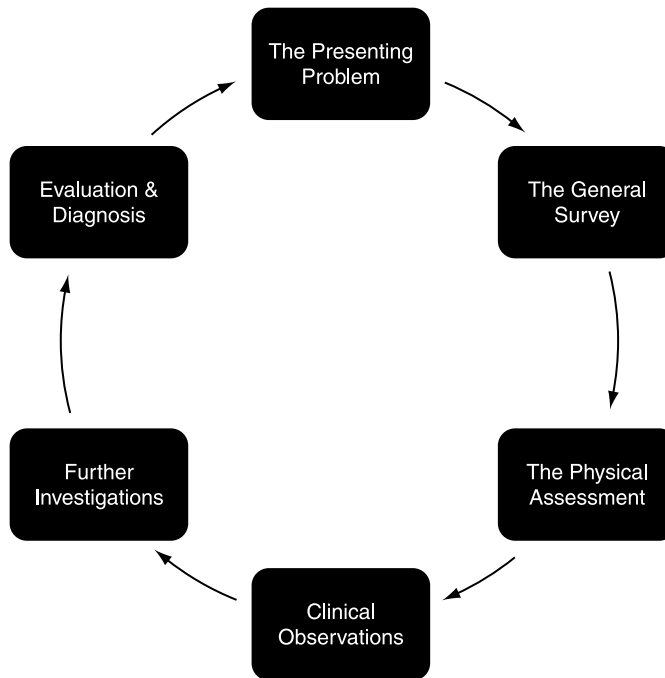 The Presenting
Problem
The General
Survey
The Physical
Assessment
Clinical
Observations
Further
Investigations
Evaluation &
Diagnosis